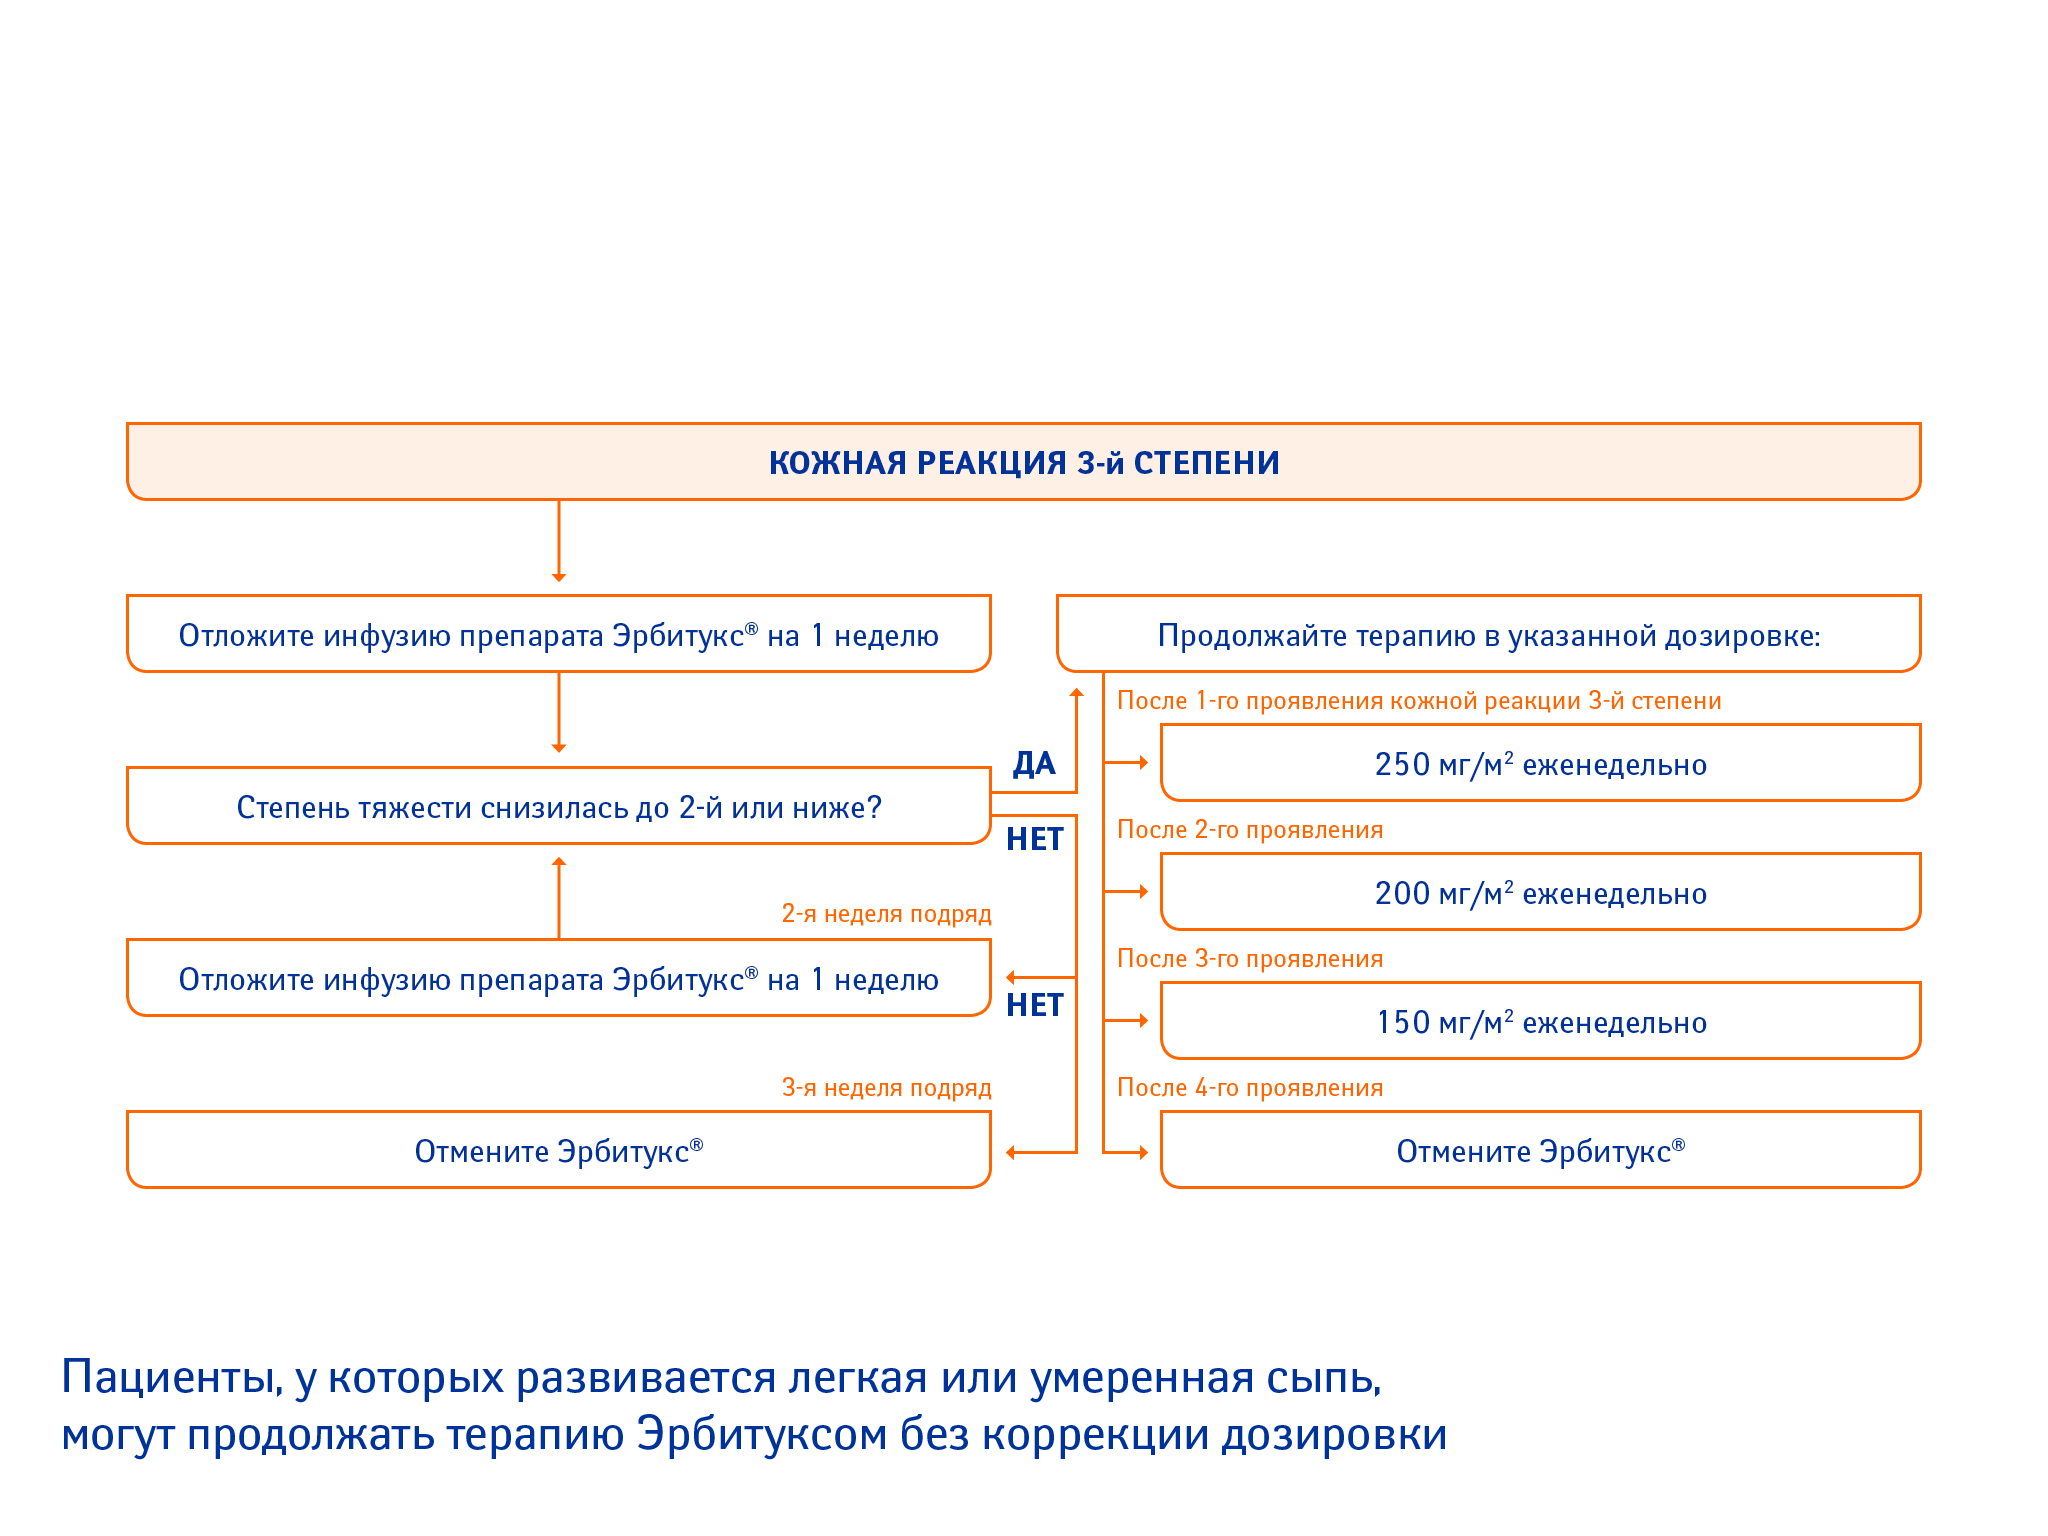 КОЖНАЯ РЕАКЦИЯ 3-й СТЕПЕНИ
Отложите инфузию препарата Эрбитукс® на 1 неделю
Степень тяжести снизилась до 2-й или ниже?
ДА
НЕТ
2-я неделя подряд
Отложите инфузию препарата Эрбитукс® на 1 неделю
НЕТ
3-я неделя подряд
Отмените Эрбитукс®
Продолжайте терапию в указанной дозировке:
После 1-го проявления кожной реакции 3-й степени
250 мг/м² еженедельно
После 2-го проявления
200 мг/м² еженедельно
После 3-го проявления
150 мг/м² еженедельно
После 4-го проявления
Отмените Эрбитукс®
Пациенты, у которых развивается легкая или умеренная сыпь,
могут продолжать терапию Эрбитуксом без коррекции дозировки